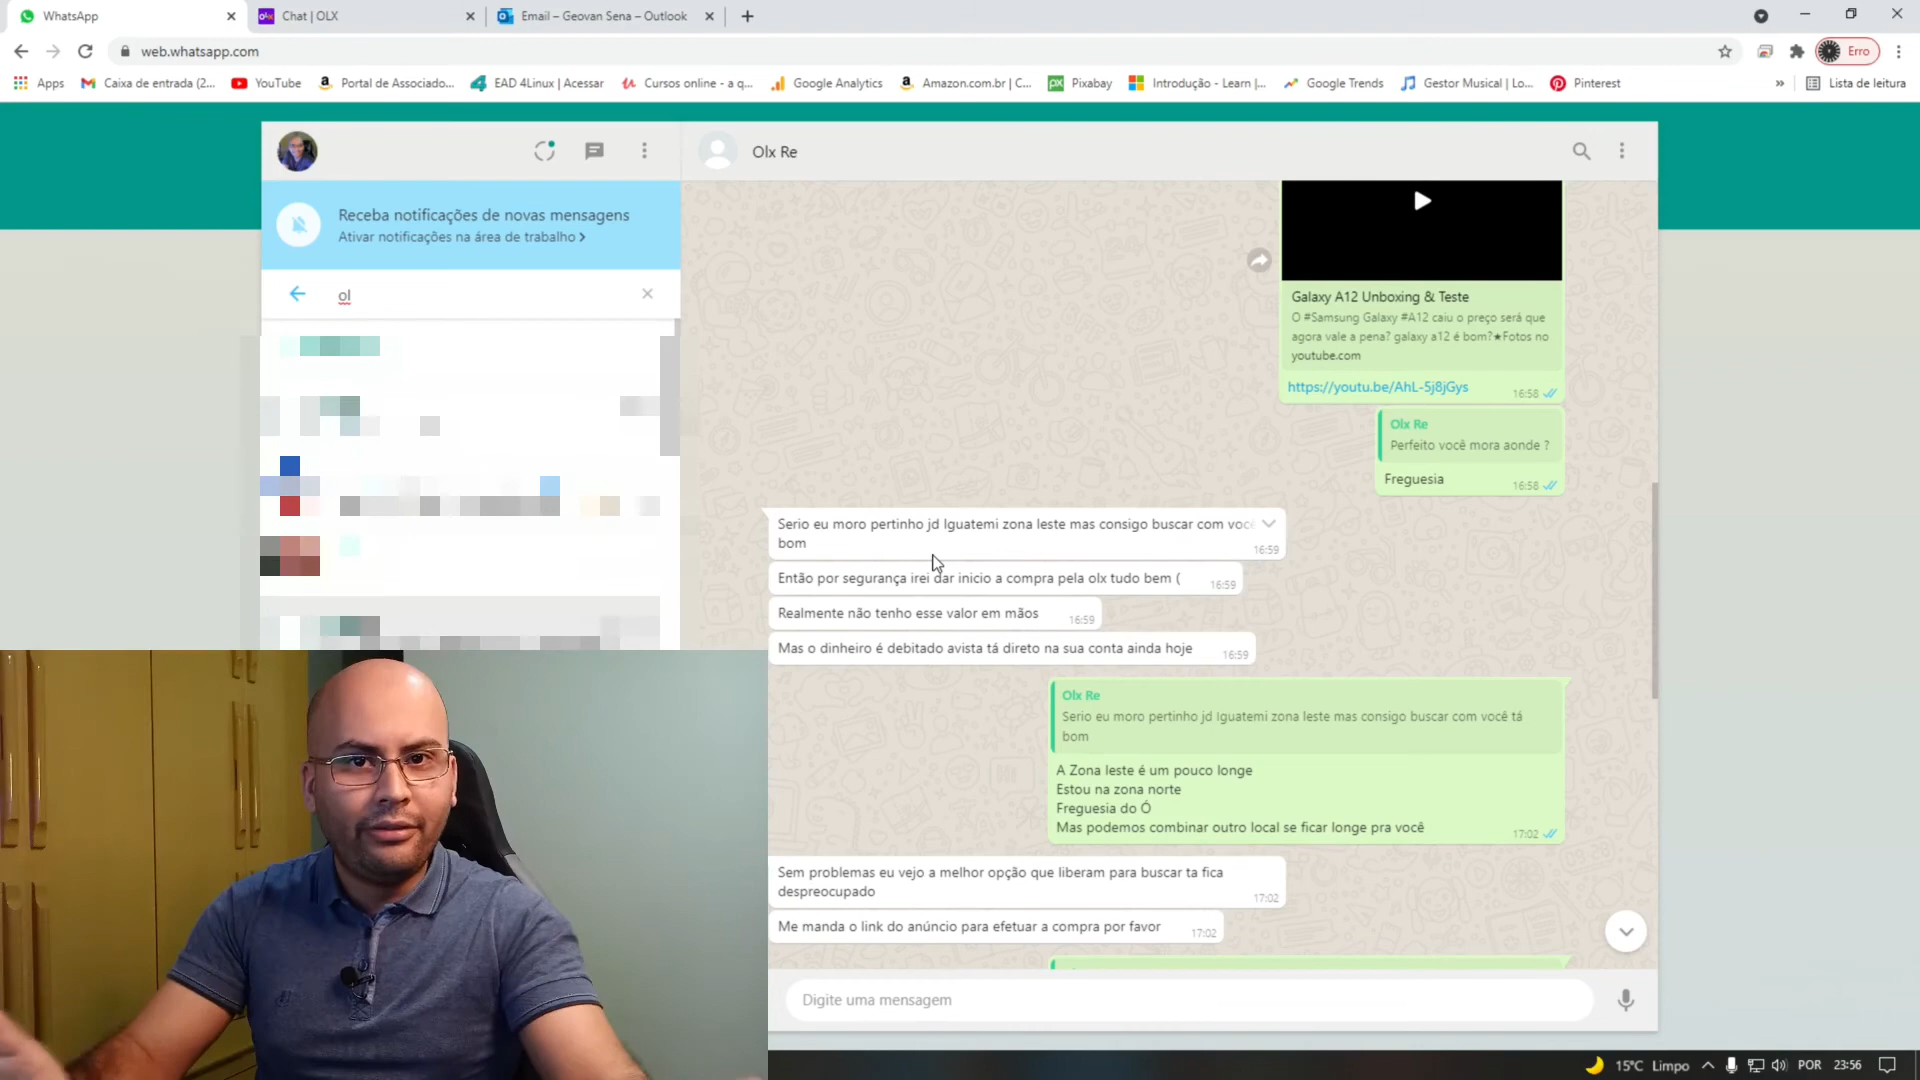 WhatsApp
Chat | OLX
Email – Geovan Sena – Outlook
web.whatsapp.com
Erro
Apps
Caixa de entrada (2...
YouTube
Portal de Associado...
EAD 4Linux | Acessar
Cursos online - a q...
Google Analytics
Amazon.com.br | C...
Pixabay
Introdução - Learn |...
Google Trends
Gestor Musical | Lo...
Pinterest
»
Lista de leitura
Olx Re
Receba notificações de novas mensagens
Ativar notificações na área de trabalho >
ol
Galaxy A12 Unboxing & Teste
O #Samsung Galaxy #A12 caiu o preço será que
agora vale a pena? galaxy a12 é bom?★Fotos no
youtube.com
https://youtu.be/AhL-5j8jGys
16:58
Olx Re
Perfeito você mora aonde ?
Freguesia
16:58
Serio eu moro pertinho jd Iguatemi zona leste mas consigo buscar com você
bom
16:59
Então por segurança irei dar inicio a compra pela olx tudo bem (
16:59
Realmente não tenho esse valor em mãos
16:59
Mas o dinheiro é debitado avista tá direto na sua conta ainda hoje
16:59
Olx Re
Serio eu moro pertinho jd Iguatemi zona leste mas consigo buscar com você tá
bom
A Zona leste é um pouco longe
Estou na zona norte
Freguesia do Ó
Mas podemos combinar outro local se ficar longe pra você
17:02
Sem problemas eu vejo a melhor opção que liberam para buscar ta fica
despreocupado
17:02
Me manda o link do anúncio para efetuar a compra por favor
17:02
Digite uma mensagem
15°C Limpo
POR
23:56